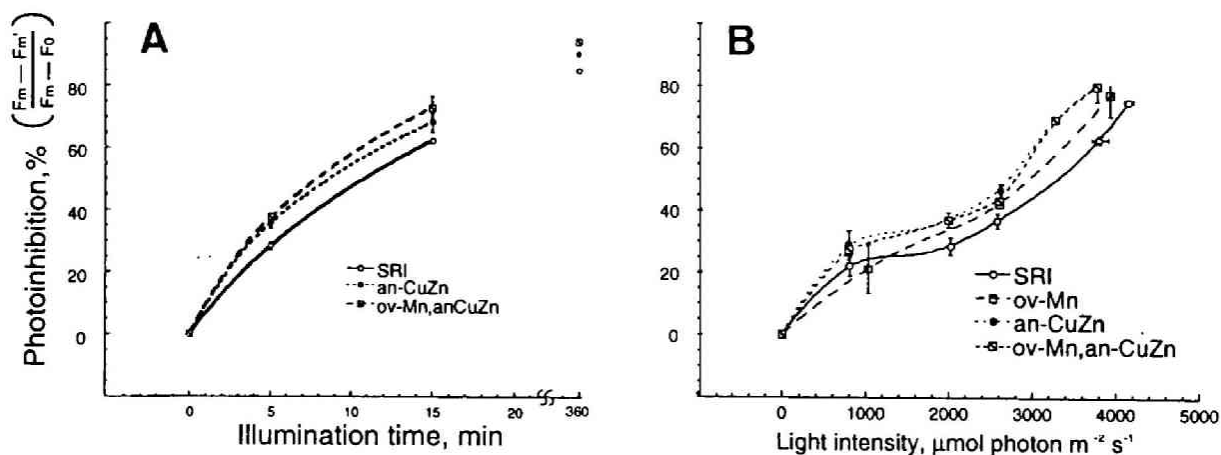 A
Photoinhibition, % ( Fm — Fm' / Fm — Fo )
80
60
40
20
0
SRI
an-CuZn
ov-Mn,anCuZn
0 5 10 15 20 360
Illumination time, min
B
80
60
40
20
0
SRI
ov-Mn
an-CuZn
ov-Mn,an-CuZn
0 1000 2000 3000 4000 5000
Light intensity, μmol photon m⁻² s⁻¹